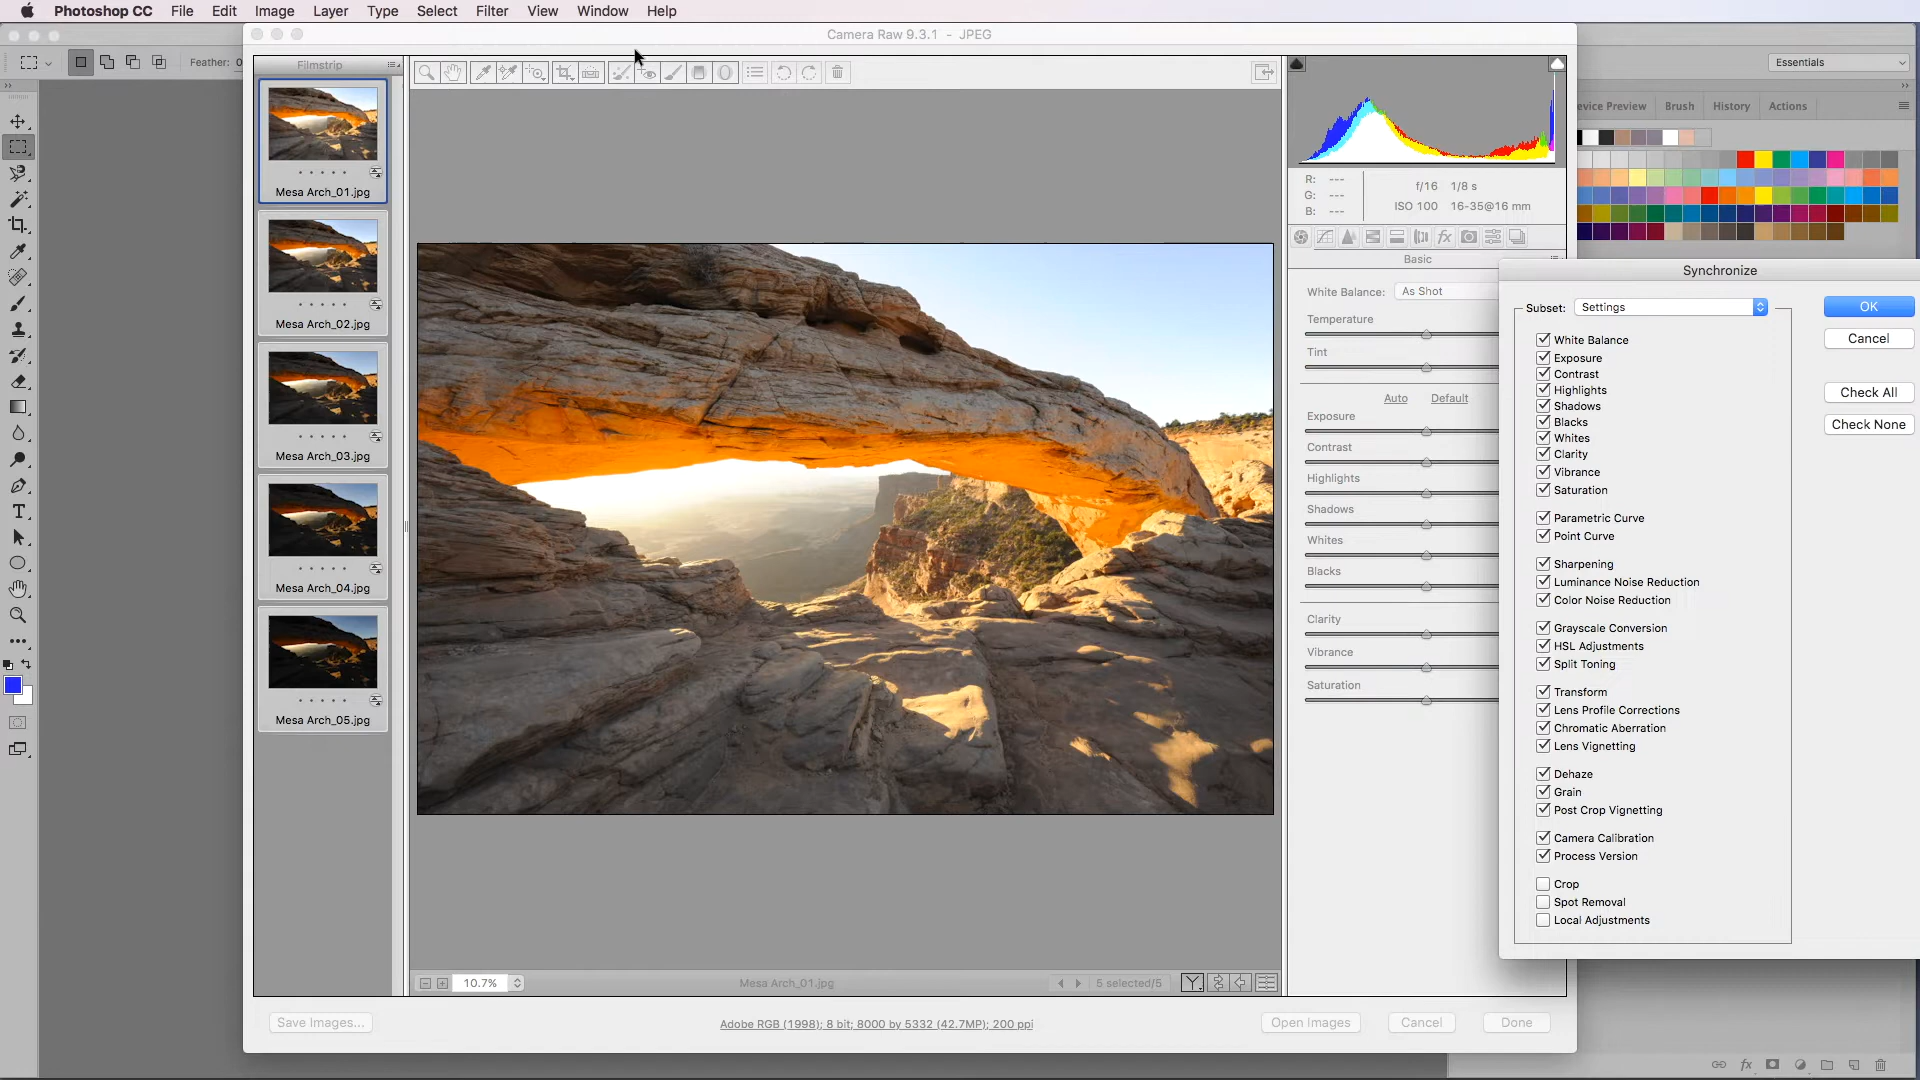 Photoshop CC File Edit Image Layer Type Select Filter View Window Help
Camera Raw 9.3.1 - JPEG
Feather: 0
Essentials
Filmstrip
evice Preview Brush History Actions
Mesa Arch_01.jpg
Mesa Arch_02.jpg
Mesa Arch_03.jpg
Mesa Arch_04.jpg
Mesa Arch_05.jpg
R: ---
G: ---
B: ---
f/16 1/8 s
ISO 100 16-35@16 mm
Basic
White Balance: As Shot
Temperature
Tint
Auto Default
Exposure
Contrast
Highlights
Shadows
Whites
Blacks
Clarity
Vibrance
Saturation
Synchronize
Subset: Settings
OK
Cancel
Check All
Check None
White Balance
Exposure
Contrast
Highlights
Shadows
Blacks
Whites
Clarity
Vibrance
Saturation
Parametric Curve
Point Curve
Sharpening
Luminance Noise Reduction
Color Noise Reduction
Grayscale Conversion
HSL Adjustments
Split Toning
Transform
Lens Profile Corrections
Chromatic Aberration
Lens Vignetting
Dehaze
Grain
Post Crop Vignetting
Camera Calibration
Process Version
Crop
Spot Removal
Local Adjustments
10.7% Mesa Arch_01.jpg 5 selected/5
Save Images... Adobe RGB (1998); 8 bit; 8000 by 5332 (42.7MP); 200 ppi Open Images Cancel Done